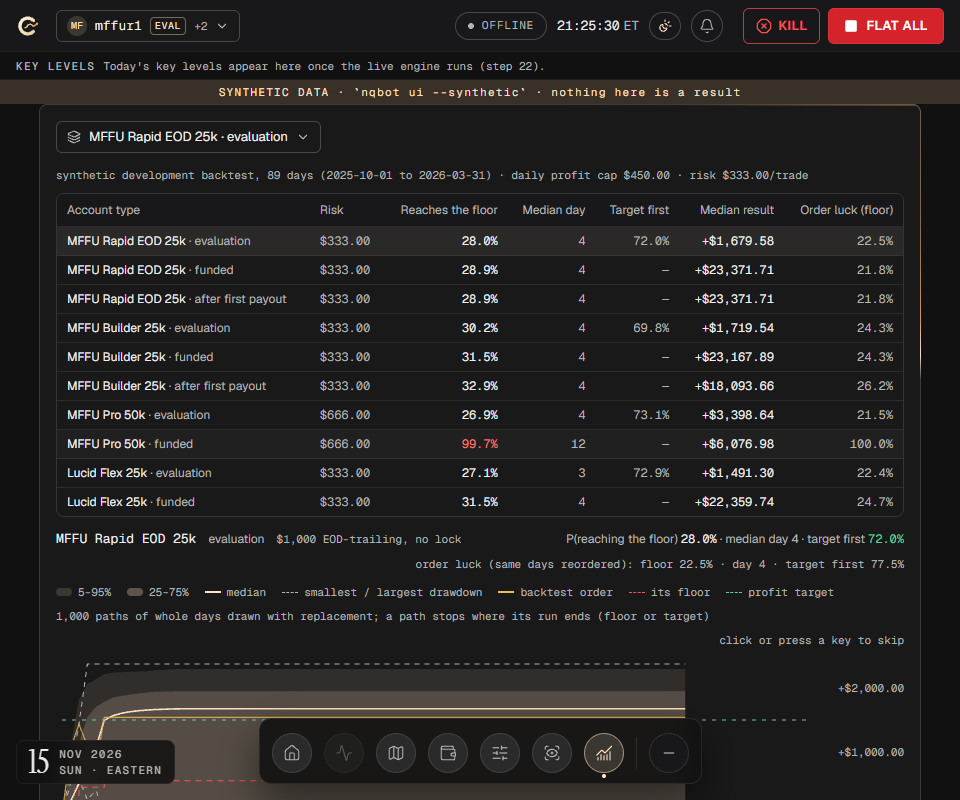 MF mffur1 EVAL +2 OFFLINE 21:25:30 ET KILL FLAT ALL
KEY LEVELS Today's key levels appear here once the live engine runs (step 22).
SYNTHETIC DATA · `nqbot ui --synthetic` · nothing here is a result
MFFU Rapid EOD 25k · evaluation
synthetic development backtest, 89 days (2025-10-01 to 2026-03-31) · daily profit cap $450.00 · risk $333.00/trade
Account type Risk Reaches the floor Median day Target first Median result Order luck (floor)
MFFU Rapid EOD 25k · evaluation $333.00 28.0% 4 72.0% +$1,679.58 22.5%
MFFU Rapid EOD 25k · funded $333.00 28.9% 4 – +$23,371.71 21.8%
MFFU Rapid EOD 25k · after first payout $333.00 28.9% 4 – +$23,371.71 21.8%
MFFU Builder 25k · evaluation $333.00 30.2% 4 69.8% +$1,719.54 24.3%
MFFU Builder 25k · funded $333.00 31.5% 4 – +$23,167.89 24.3%
MFFU Builder 25k · after first payout $333.00 32.9% 4 – +$18,093.66 26.2%
MFFU Pro 50k · evaluation $666.00 26.9% 4 73.1% +$3,398.64 21.5%
MFFU Pro 50k · funded $666.00 99.7% 12 – +$6,076.98 100.0%
Lucid Flex 25k · evaluation $333.00 27.1% 3 72.9% +$1,491.30 22.4%
Lucid Flex 25k · funded $333.00 31.5% 4 – +$22,359.74 24.7%
MFFU Rapid EOD 25k evaluation $1,000 EOD-trailing, no lock P(reaching the floor) 28.0% · median day 4 · target first 72.0%
order luck (same days reordered): floor 22.5% · day 4 · target first 77.5%
5-95% 25-75% median smallest / largest drawdown backtest order its floor profit target
1,000 paths of whole days drawn with replacement; a path stops where its run ends (floor or target)
click or press a key to skip
+$2,000.00
+$1,000.00
15 NOV 2026
SUN · EASTERN